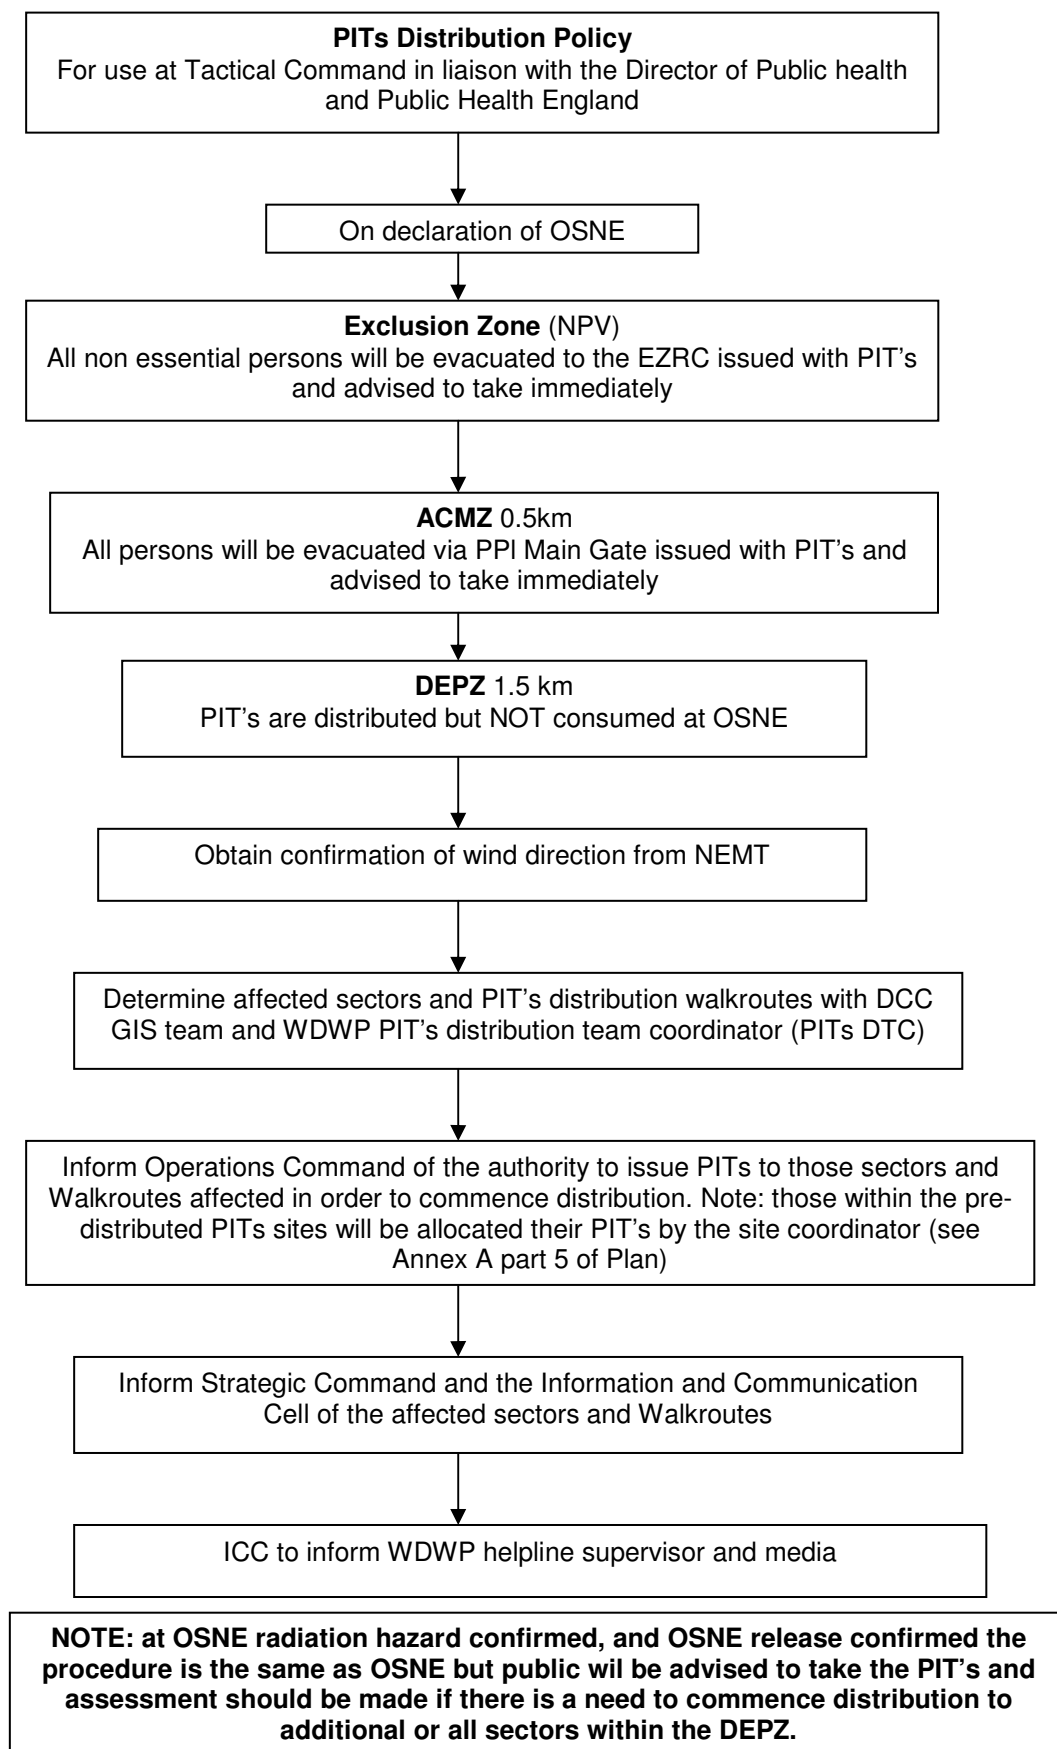 PITs Distribution Policy
For use at Tactical Command in liaison with the Director of Public health
and Public Health England
On declaration of OSNE
Exclusion Zone (NPV)
All non essential persons will be evacuated to the EZRC issued with PIT’s
and advised to take immediately
ACMZ 0.5km
All persons will be evacuated via PPl Main Gate issued with PIT’s and
advised to take immediately
DEPZ 1.5 km
PIT’s are distributed but NOT consumed at OSNE
Obtain confirmation of wind direction from NEMT
Determine affected sectors and PIT’s distribution walkroutes with DCC
GIS team and WDWP PIT’s distribution team coordinator (PITs DTC)
Inform Operations Command of the authority to issue PITs to those sectors and
Walkroutes affected in order to commence distribution. Note: those within the pre-
distributed PITs sites will be allocated their PIT’s by the site coordinator (see
Annex A part 5 of Plan)
Inform Strategic Command and the Information and Communication
Cell of the affected sectors and Walkroutes
ICC to inform WDWP helpline supervisor and media
NOTE: at OSNE radiation hazard confirmed, and OSNE release confirmed the
procedure is the same as OSNE but public wil be advised to take the PIT’s and
assessment should be made if there is a need to commence distribution to
additional or all sectors within the DEPZ.